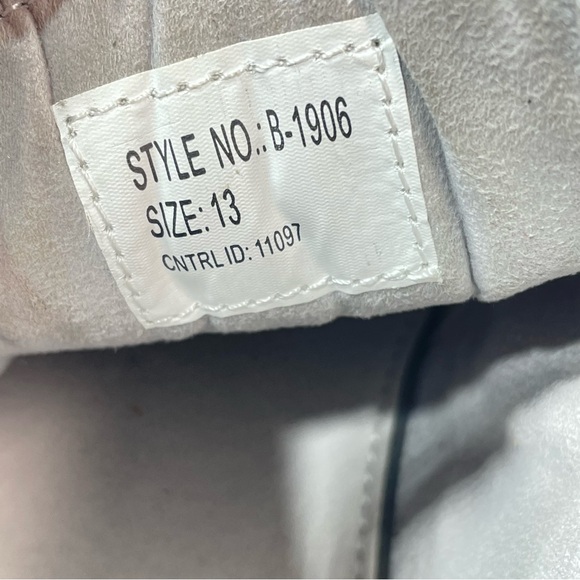 STYLE NO.: B-1906
SIZE: 13
CNTRL ID: 11097